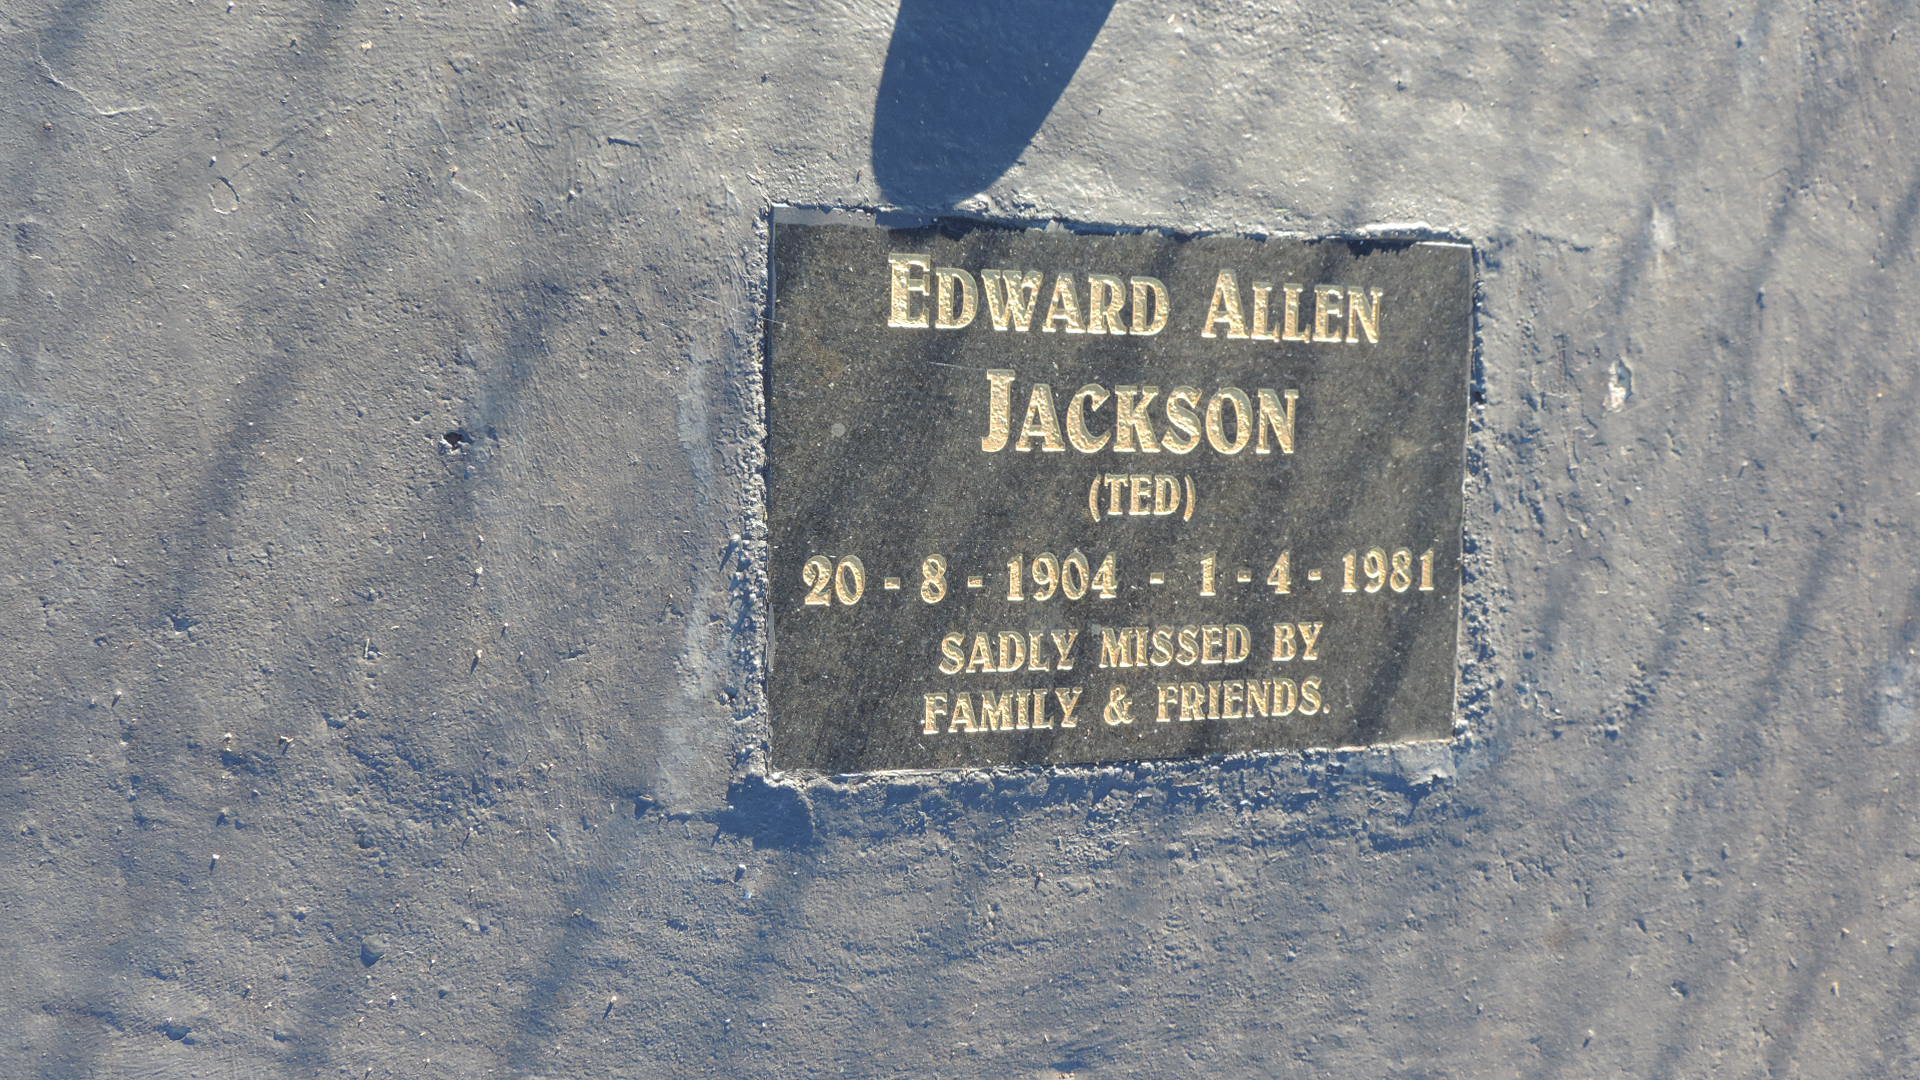 EDWARD ALLEN
JACKSON
(TED)
20 - 8 - 1904 - 1 - 4 - 1981
SADLY MISSED BY
FAMILY & FRIENDS.